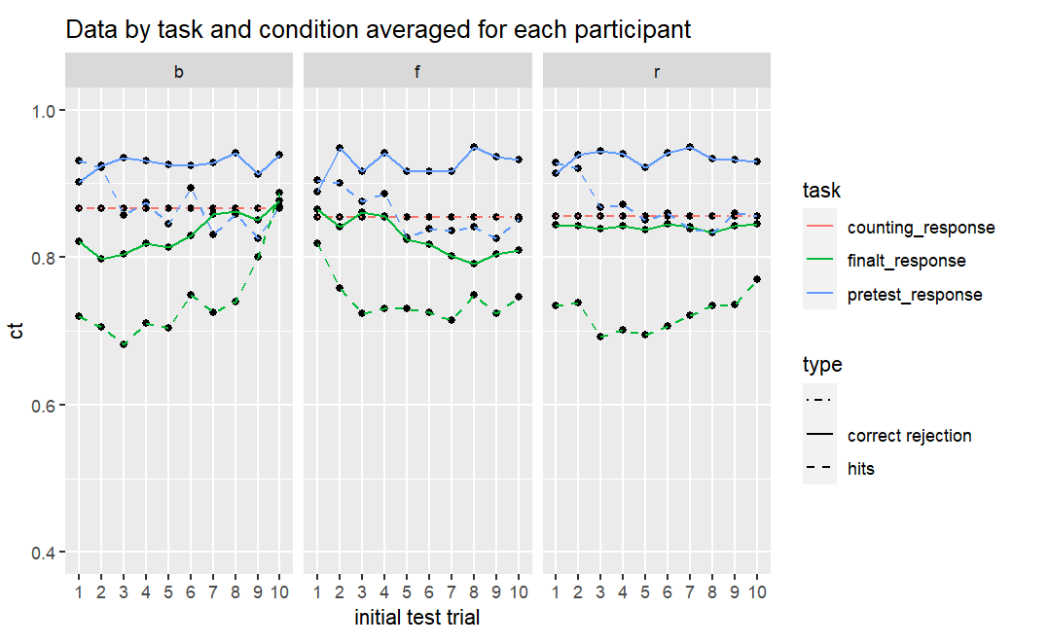 Data by task and condition averaged for each participant
b f r
1.0
0.8
0.6
0.4
ct
1 2 3 4 5 6 7 8 9 10 1 2 3 4 5 6 7 8 9 10 1 2 3 4 5 6 7 8 9 10
initial test trial
task
counting_response
finalt_response
pretest_response
type
correct rejection
hits